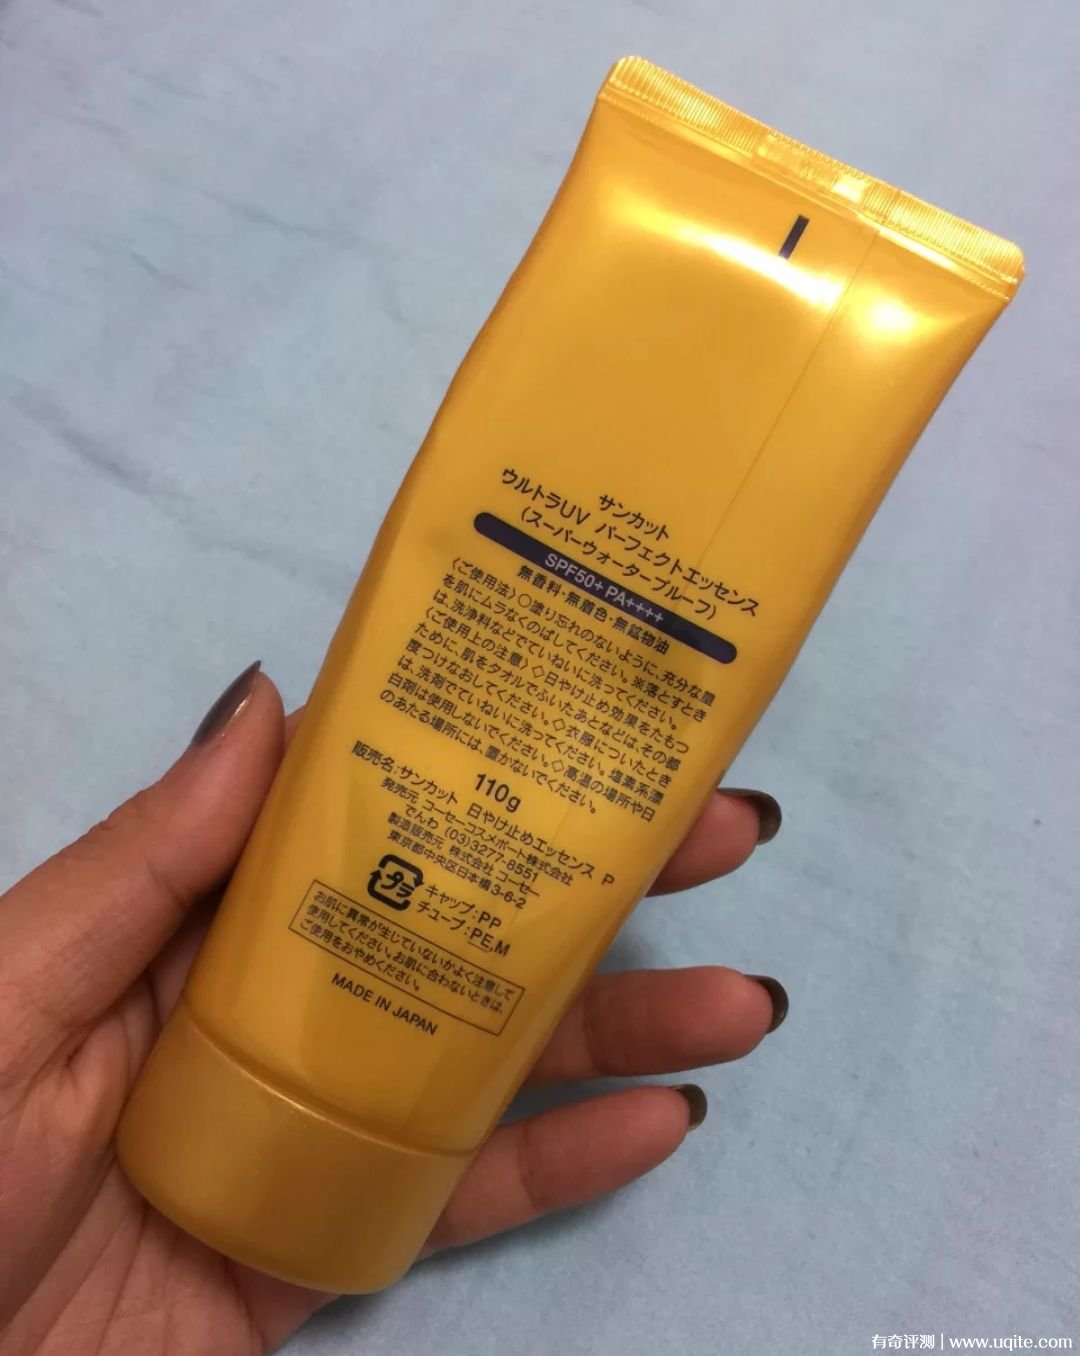 サンカット
ウルトラUV パーフェクトエッセンス
(スーパーウォータープルーフ)
SPF50+ PA++++
無香料・無着色・無鉱物油
〈ご使用法〉○塗り忘れのないように、充分な量
を肌にムラなくのばしてください。※落とすとき
は、洗浄料などでていねいに洗ってください。
〈ご使用上の注意〉◇日やけ止め効果をたもつ
ために、肌をタオルでふいたあとなどは、その都
度つけなおしてください。◇衣服についたとき
は、洗剤でていねいに洗ってください。塩素系漂
白剤は使用しないでください。◇高温の場所や日
のあたる場所には、置かないでください。
110g
販売名:サンカット 日やけ止めエッセンス P
発売元 コーセーコスメポート株式会社
でんわ (03)3277-8551
製造販売元 株式会社 コーセー
東京都中央区日本橋3-6-2
プラ
キャップ:PP
チューブ:PE,M
お肌に異常が生じていないかよく注意して
使用してください。お肌に合わないときは、
ご使用をおやめください。
MADE IN JAPAN
有奇评测 | www.uqite.com